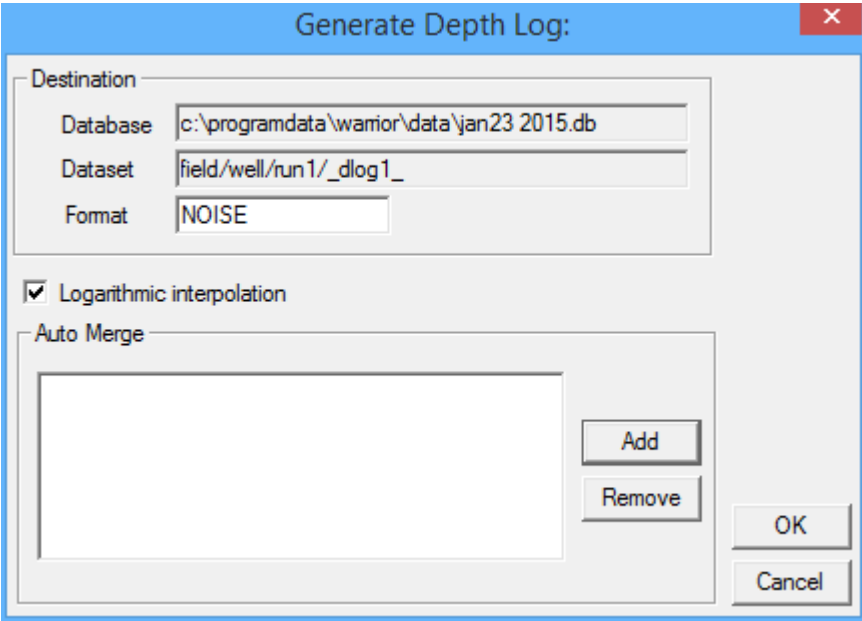 Generate Depth Log:
Destination
Database c:\programdata\warrior\data\jan23 2015.db
Dataset field/well/run1/_dlog1_
Format NOISE
Logarithmic interpolation
Auto Merge
Add
Remove
OK
Cancel